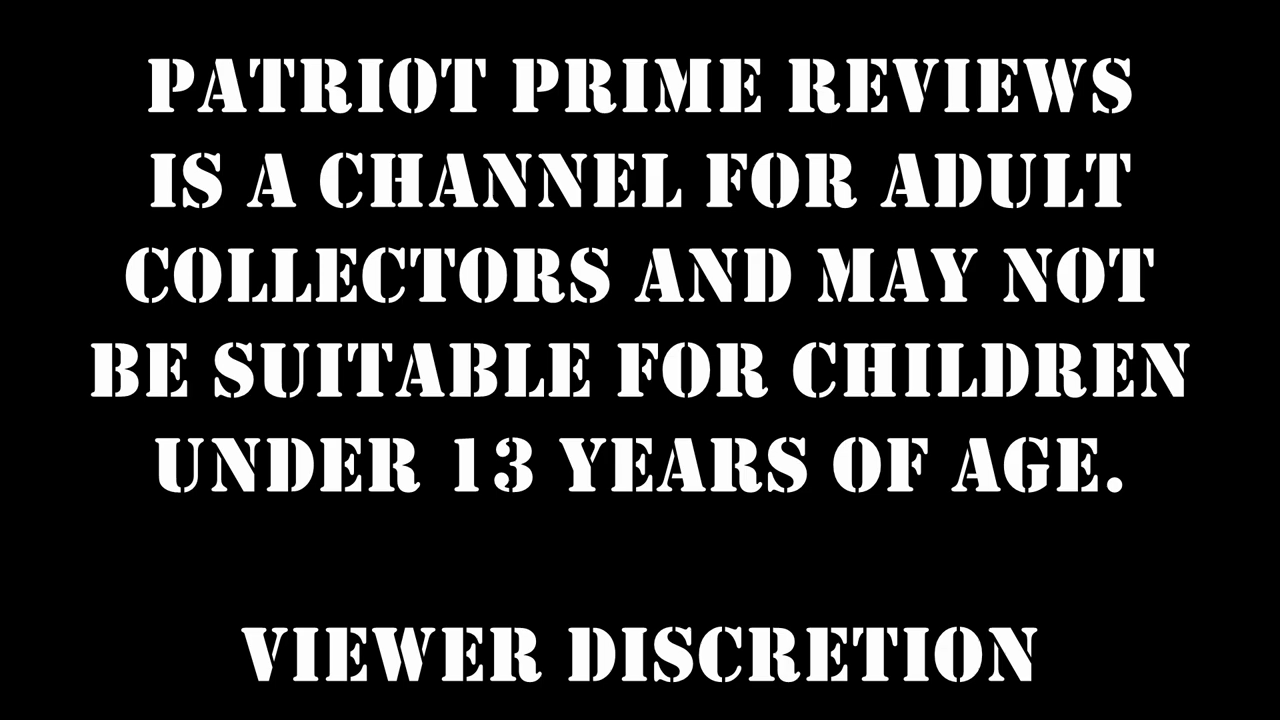 PATRIOT PRIME REVIEWS
IS A CHANNEL FOR ADULT
COLLECTORS AND MAY NOT
BE SUITABLE FOR CHILDREN
UNDER 13 YEARS OF AGE.
VIEWER DISCRETION